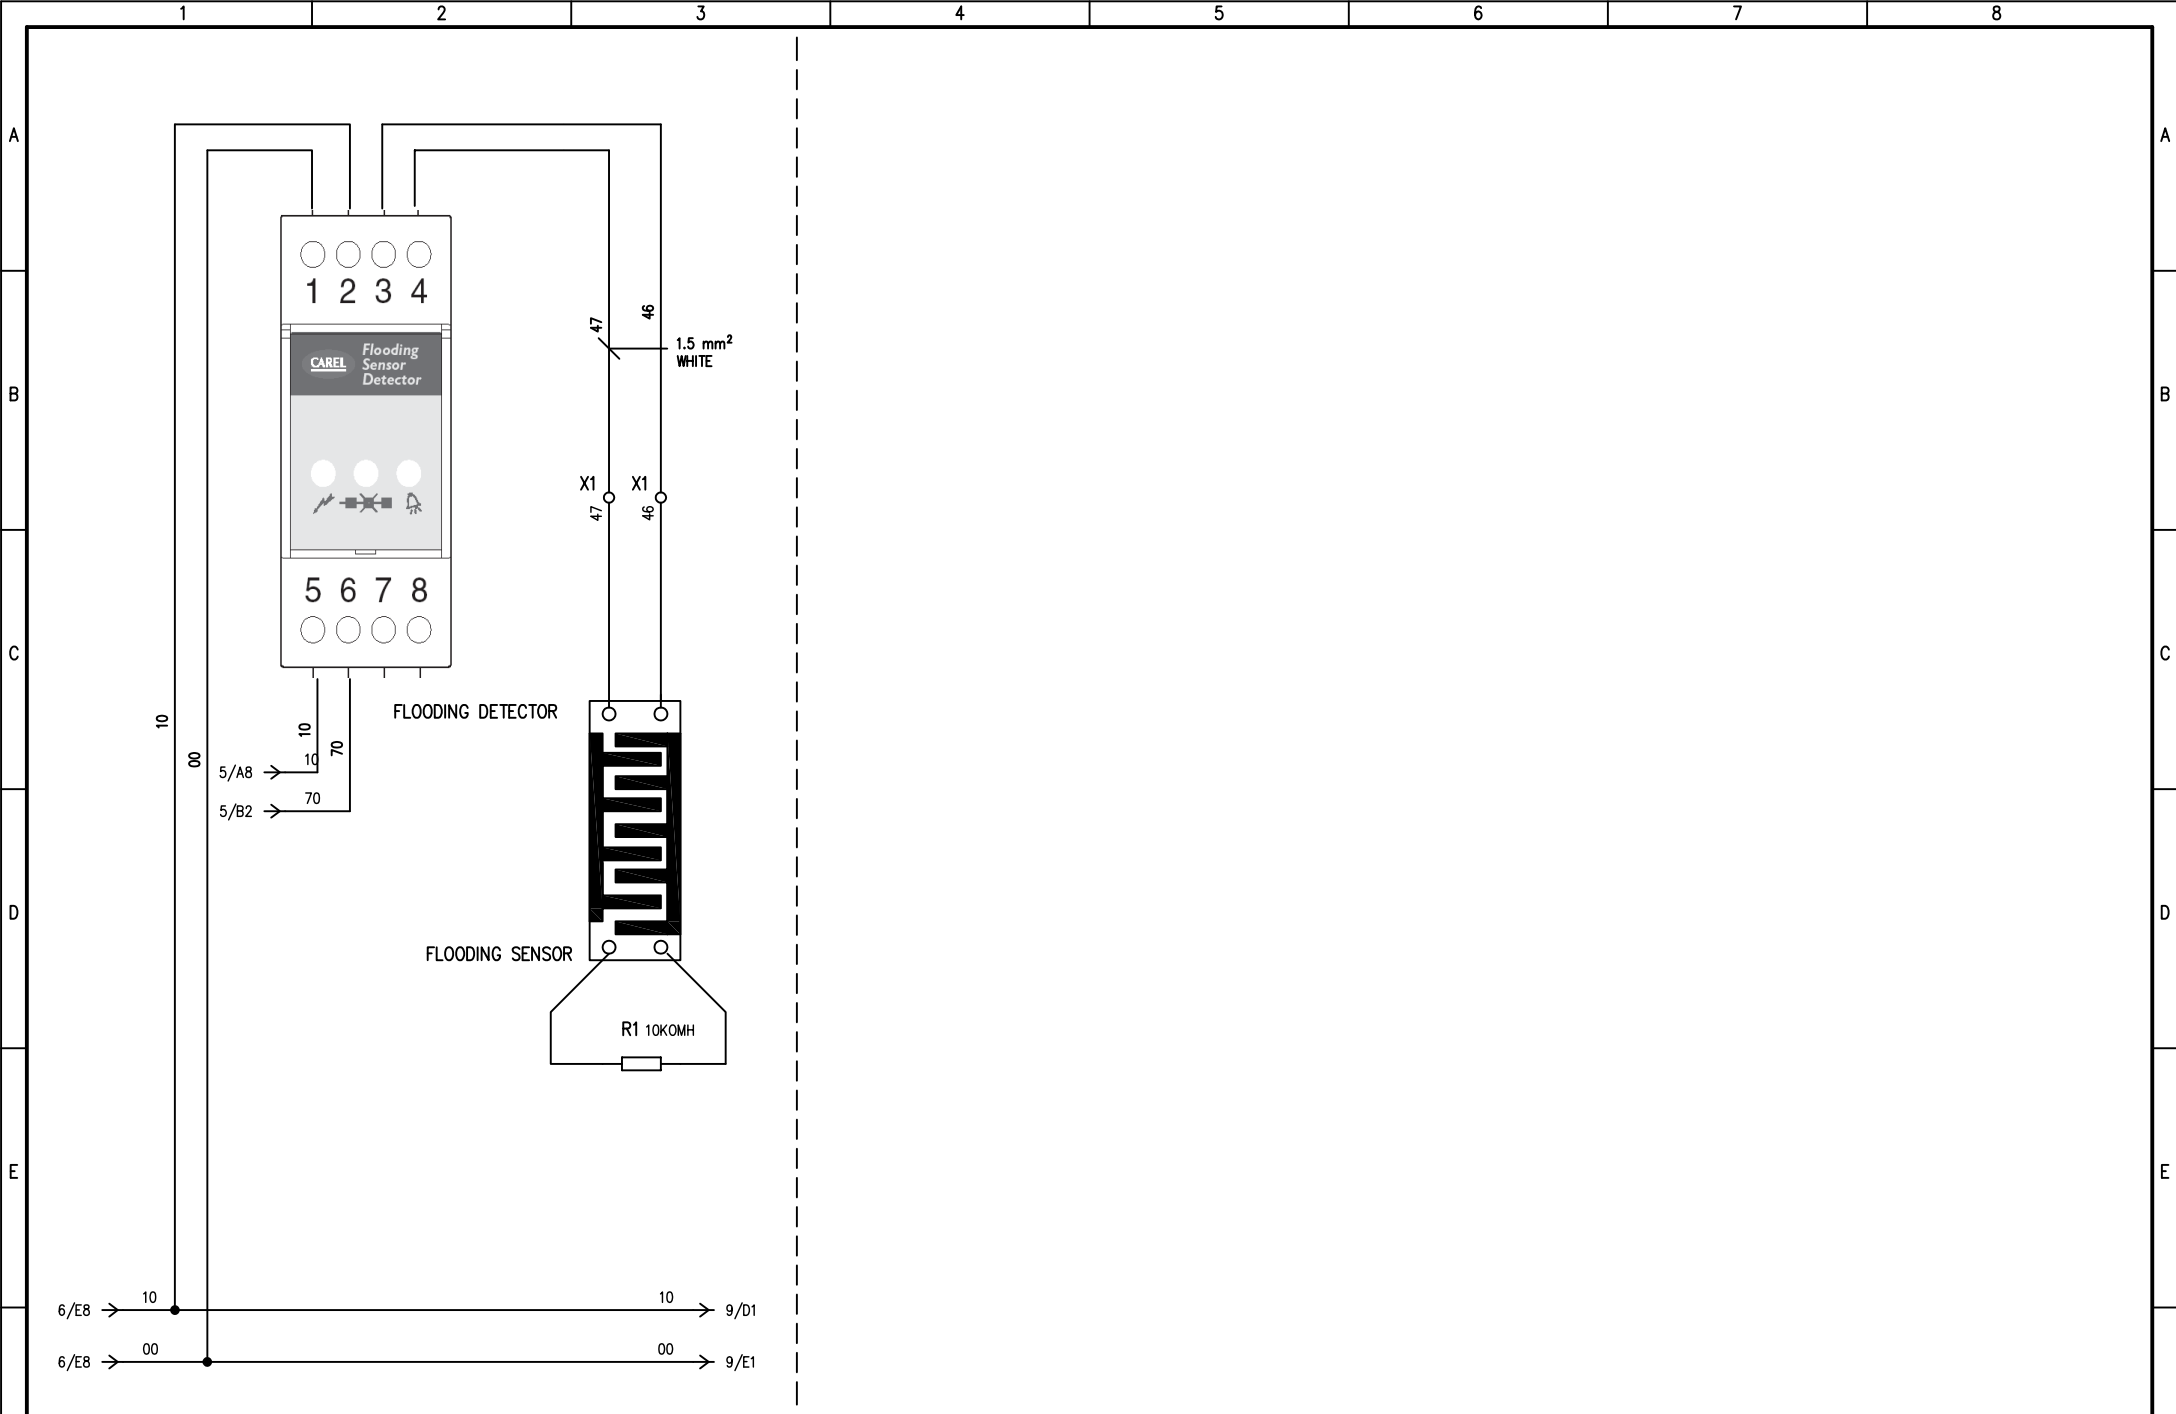 1 2 3 4 5 6 7 8
A A
1 2 3 4
47
46
1.5 mm²
WHITE
CAREL
Flooding
Sensor
Detector
B B
X1 X1
47 46
5 6 7 8
C C
FLOODING DETECTOR
10
00
10
70
5/A8 10
5/B2 70
D D
FLOODING SENSOR
R1 10KOMH
E E
6/E8 10 10 9/D1
6/E8 00 00 9/E1